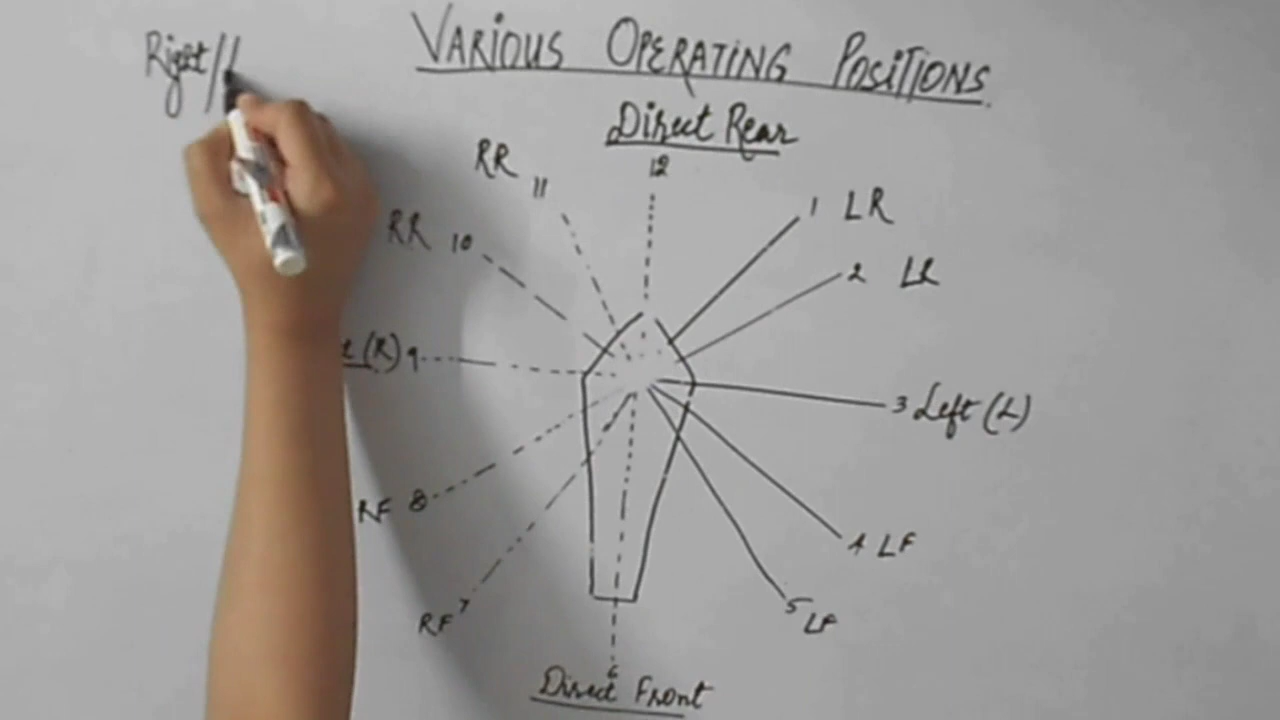 Right
VARIOUS OPERATING POSITIONS
Direct Rear
12
RR 11
1 LR
RR 10
2 LR
(R) 9
3 Left (L)
RF 8
4 LF
RF 7
5 LF
6
Direct Front